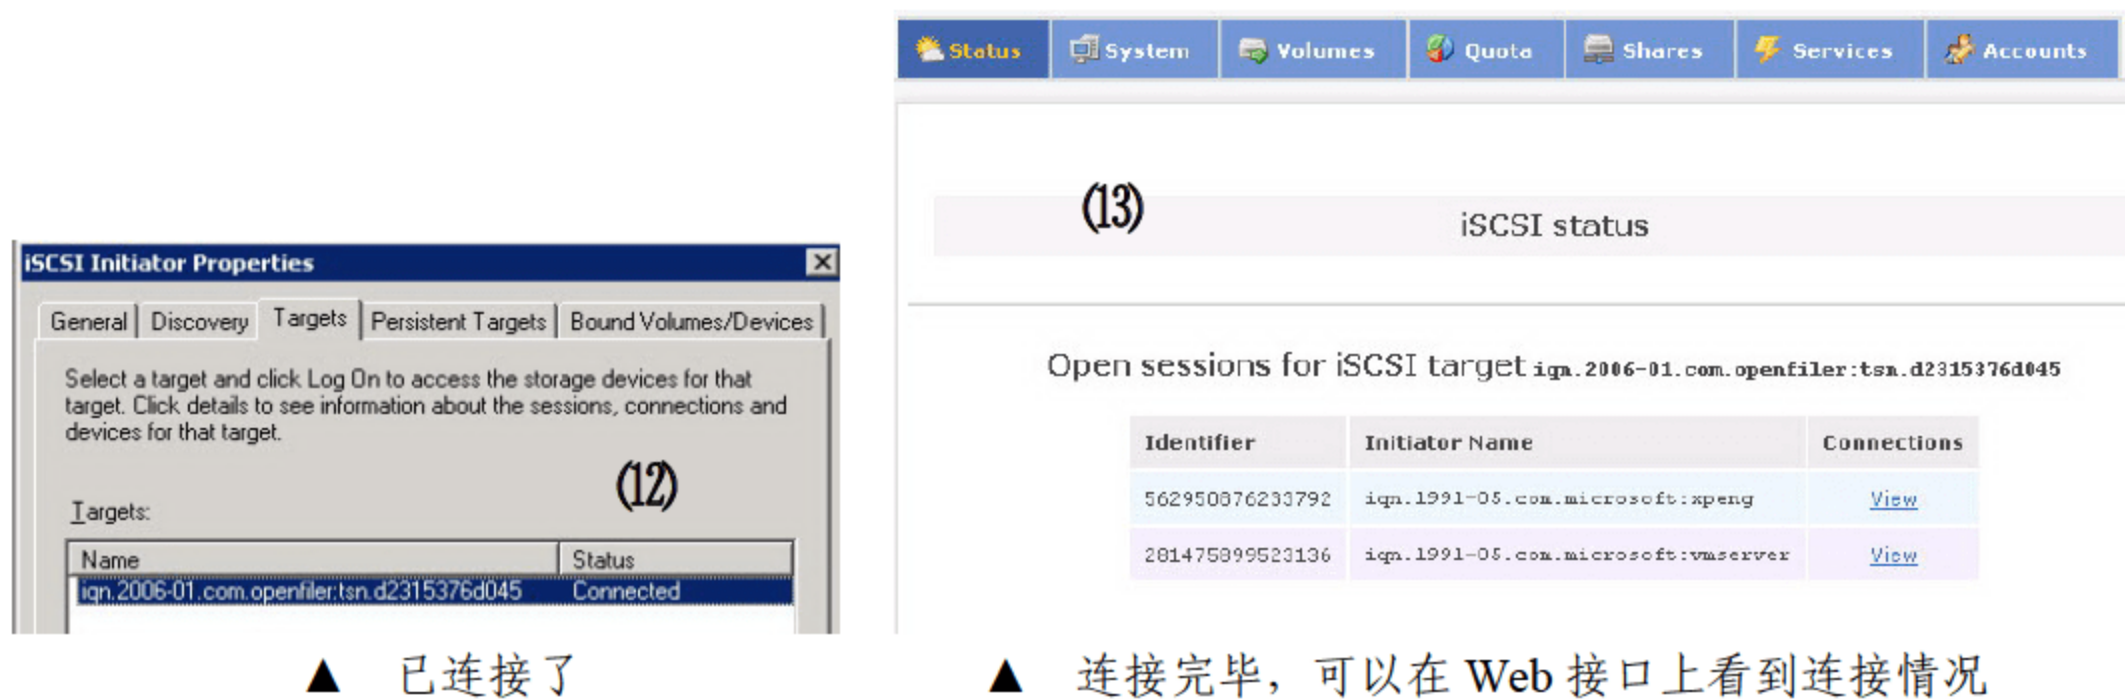 iSCSI Initiator Properties
General Discovery Targets Persistent Targets Bound Volumes/Devices
Select a target and click Log On to access the storage devices for that
target. Click details to see information about the sessions, connections and
devices for that target.
(12)
Targets:
Name Status
iqn.2006-01.com.openfiler:tsn.d2315376d045 Connected
▲ 已连接了
Status System Volumes Quota Shares Services Accounts
(13)
iSCSI status
Open sessions for iSCSI target iqn.2006-01.com.openfiler:tsn.d2315376d045
Identifier Initiator Name Connections
562950876233792 iqn.1991-05.com.microsoft:xpeng View
281475899523136 iqn.1991-05.com.microsoft:vmserver View
▲ 连接完毕，可以在 Web 接口上看到连接情况